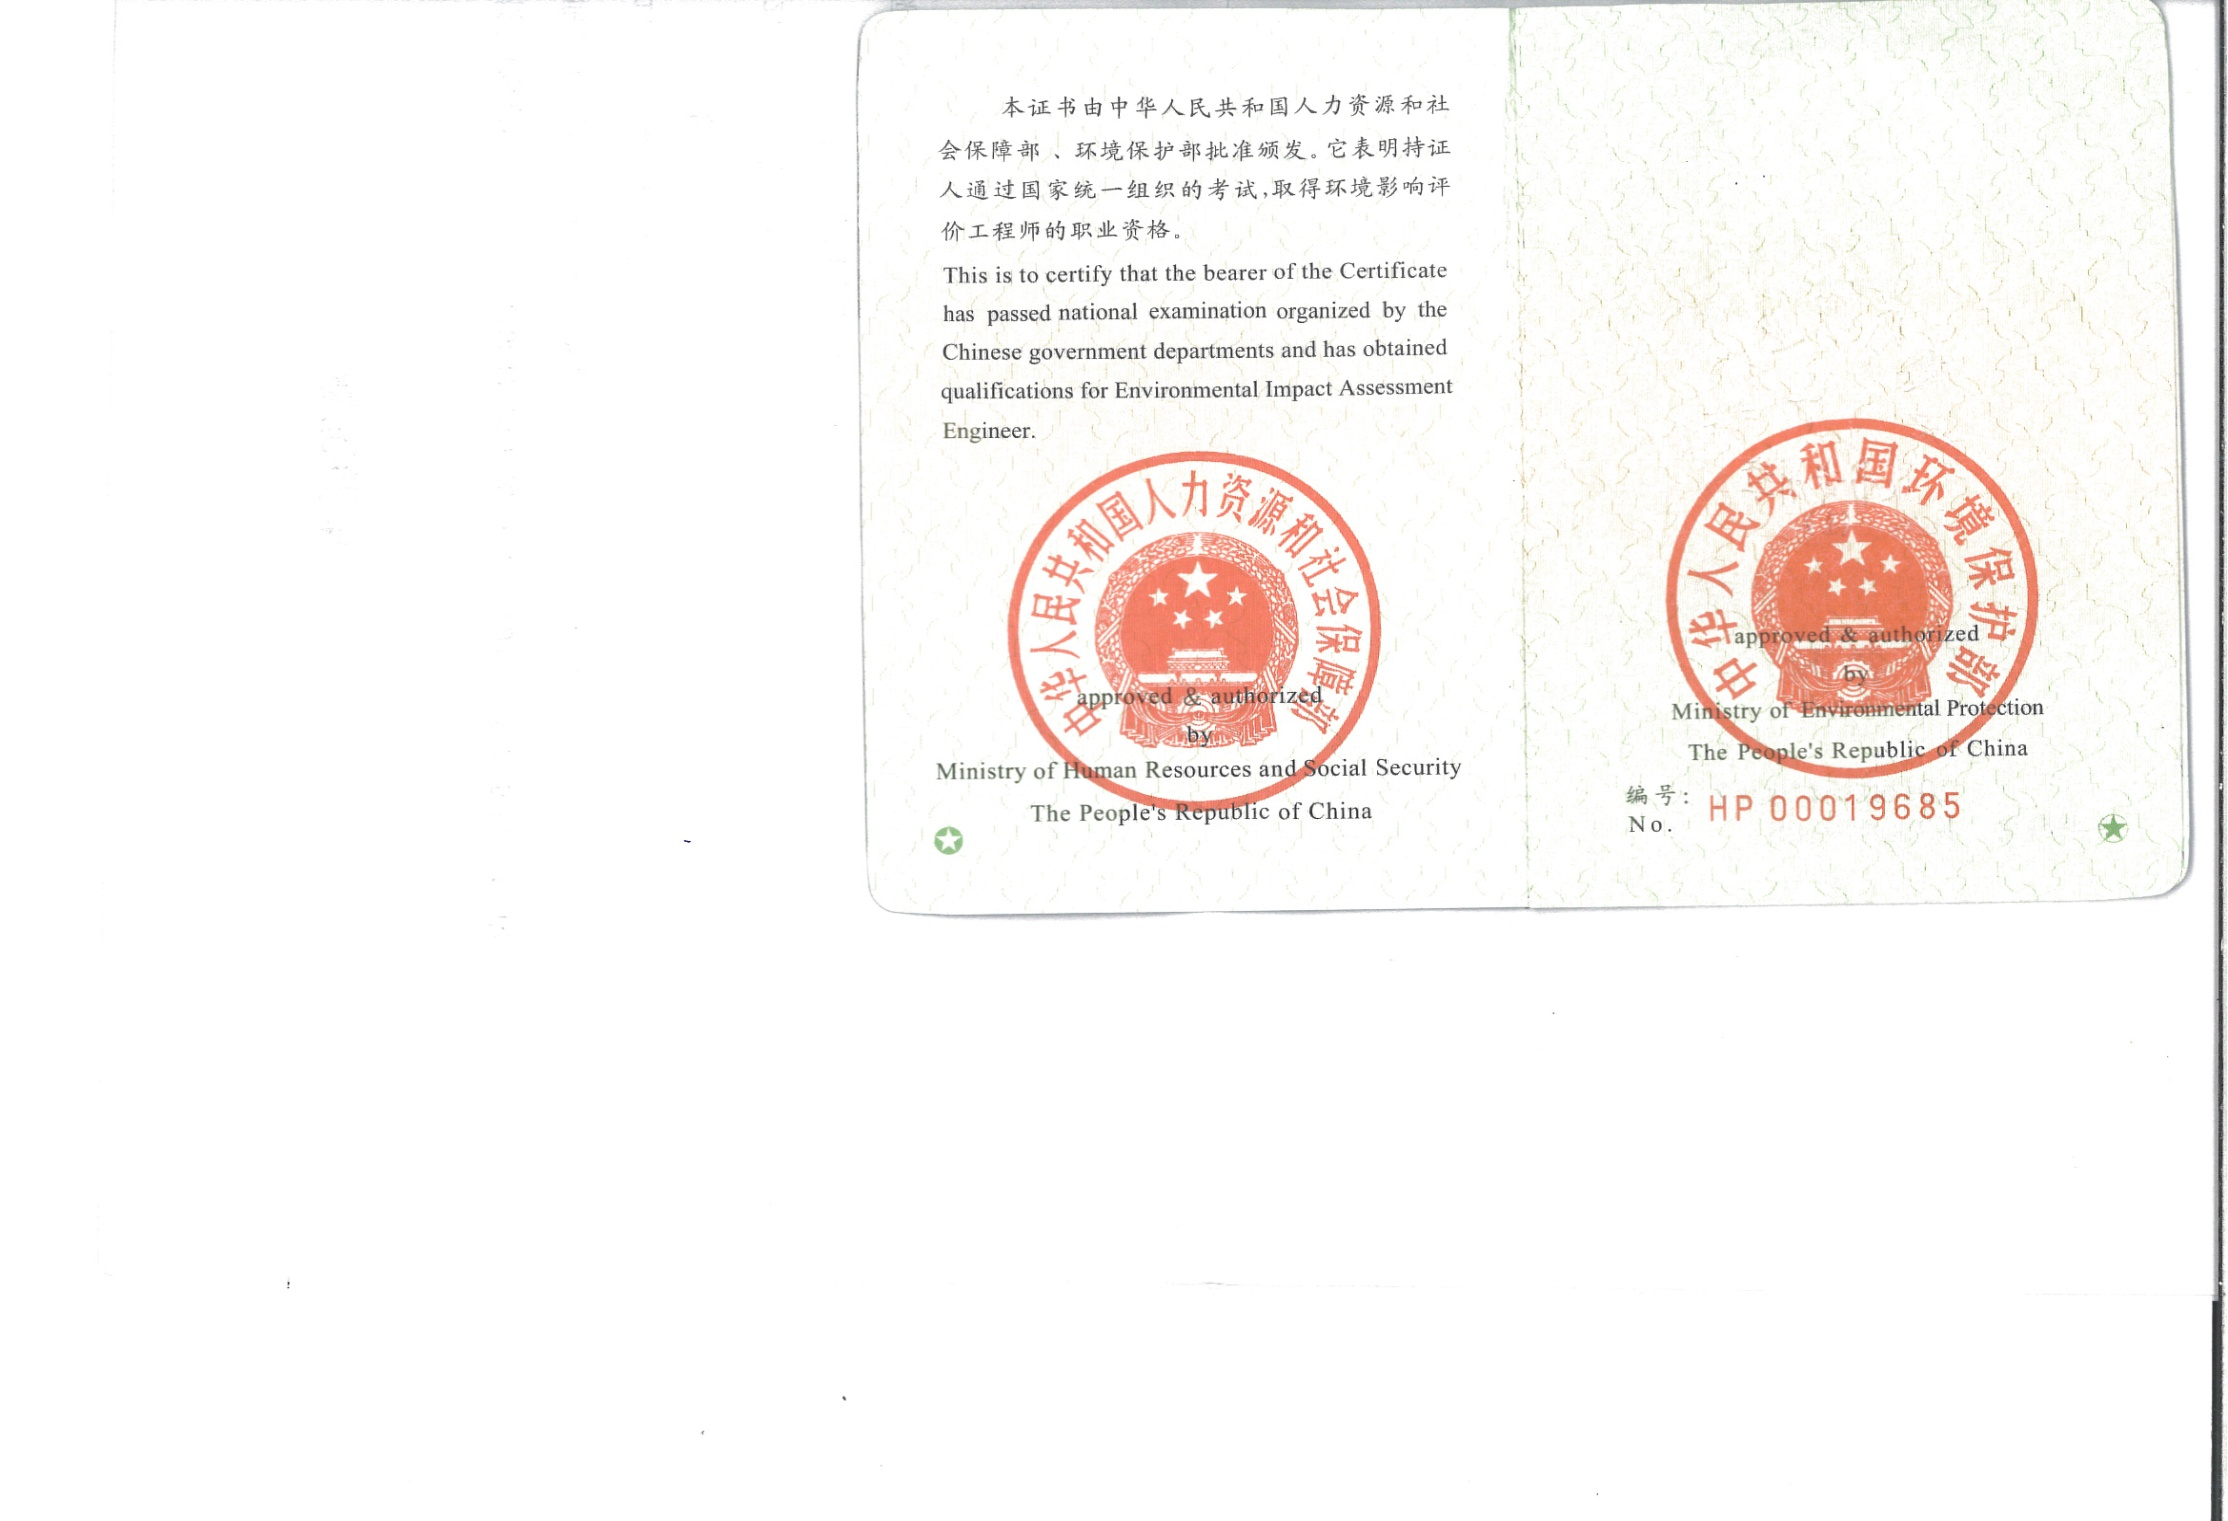 本证书由中华人民共和国人力资源和社
会保障部、环境保护部批准颁发。它表明持证
人通过国家统一组织的考试,取得环境影响评
价工程师的职业资格。
This is to certify that the bearer of the Certificate
has passed national examination organized by the
Chinese government departments and has obtained
qualifications for Environmental Impact Assessment
Engineer.
中华人民共和国人力资源和社会保障部
approved & authorized
by
Ministry of Human Resources and Social Security
The People's Republic of China
中华人民共和国环境保护部
approved & authorized
by
Ministry of Environmental Protection
The People's Republic of China
编号:
No.
HP 00019685